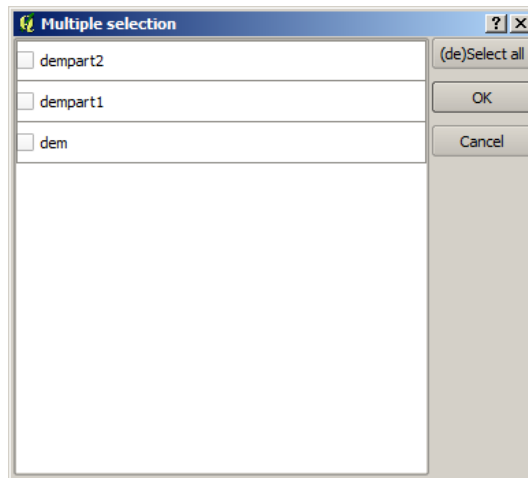 Multiple selection
dempart2
dempart1
dem
(de)Select all
OK
Cancel